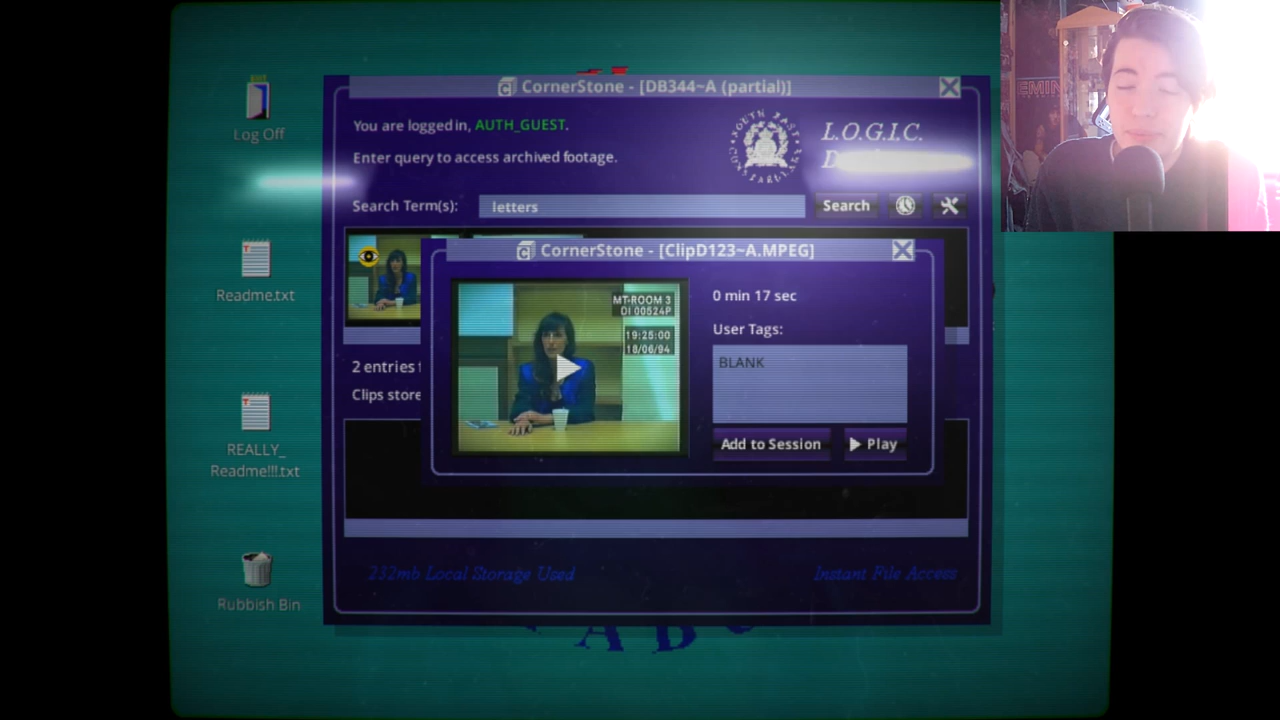 CornerStone - [DB344~A (partial)]
Log Off
You are logged in, AUTH_GUEST.
Enter query to access archived footage.
SOUTH EAST
CONSTABULARY
L.O.G.I.C.
Search Term(s):
letters
Search
Readme.txt
CornerStone - [ClipD123~A.MPEG]
MT-ROOM 3
DI 00524P
19:25:00
18/06/94
0 min 17 sec
User Tags:
BLANK
2 entries
Clips store
Add to Session
Play
REALLY_
Readme!!!.txt
232mb Local Storage Used
Instant File Access
Rubbish Bin